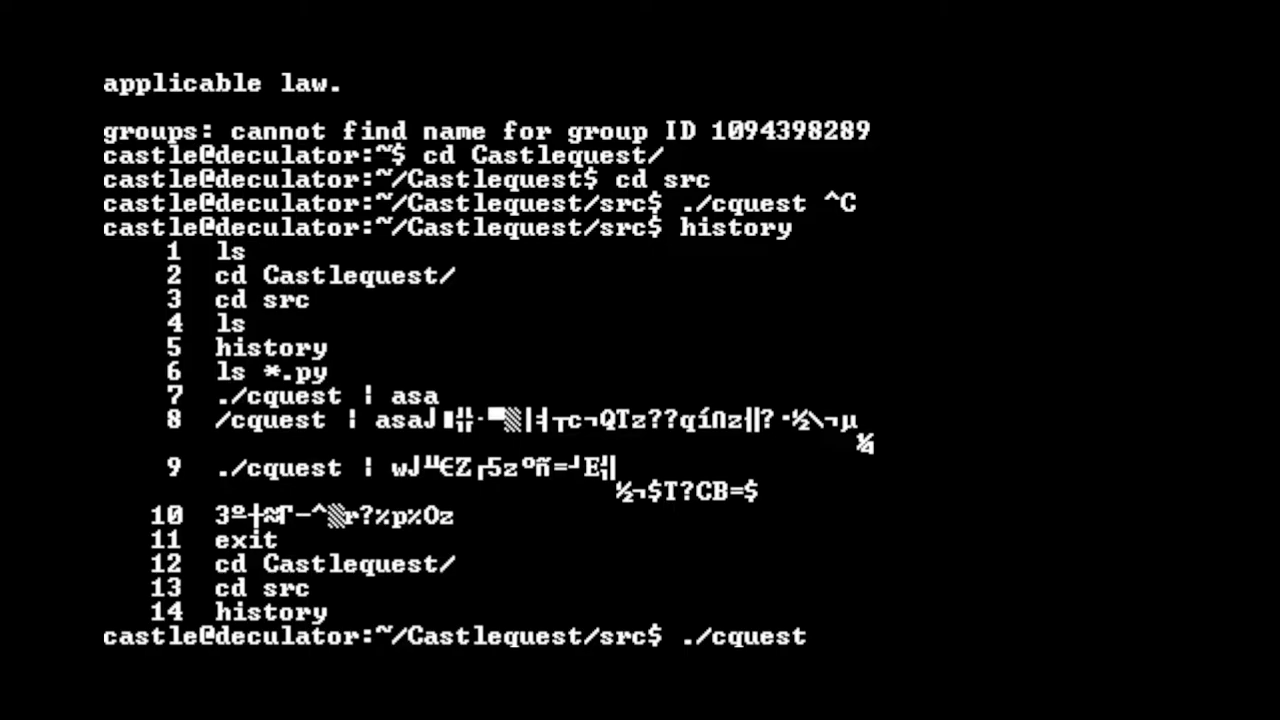 applicable law.
groups: cannot find name for group ID 1094398289
castle@deculator:~$ cd Castlequest/
castle@deculator:~/Castlequest$ cd src
castle@deculator:~/Castlequest/src$ ./cquest ^C
castle@deculator:~/Castlequest/src$ history
1 ls
2 cd Castlequest/
3 cd src
4 ls
5 history
6 ls *.py
7 ./cquest | asa
8 /cquest | asa
9 ./cquest |
½¬$T?CB=$
10
11 exit
12 cd Castlequest/
13 cd src
14 history
castle@deculator:~/Castlequest/src$ ./cquest